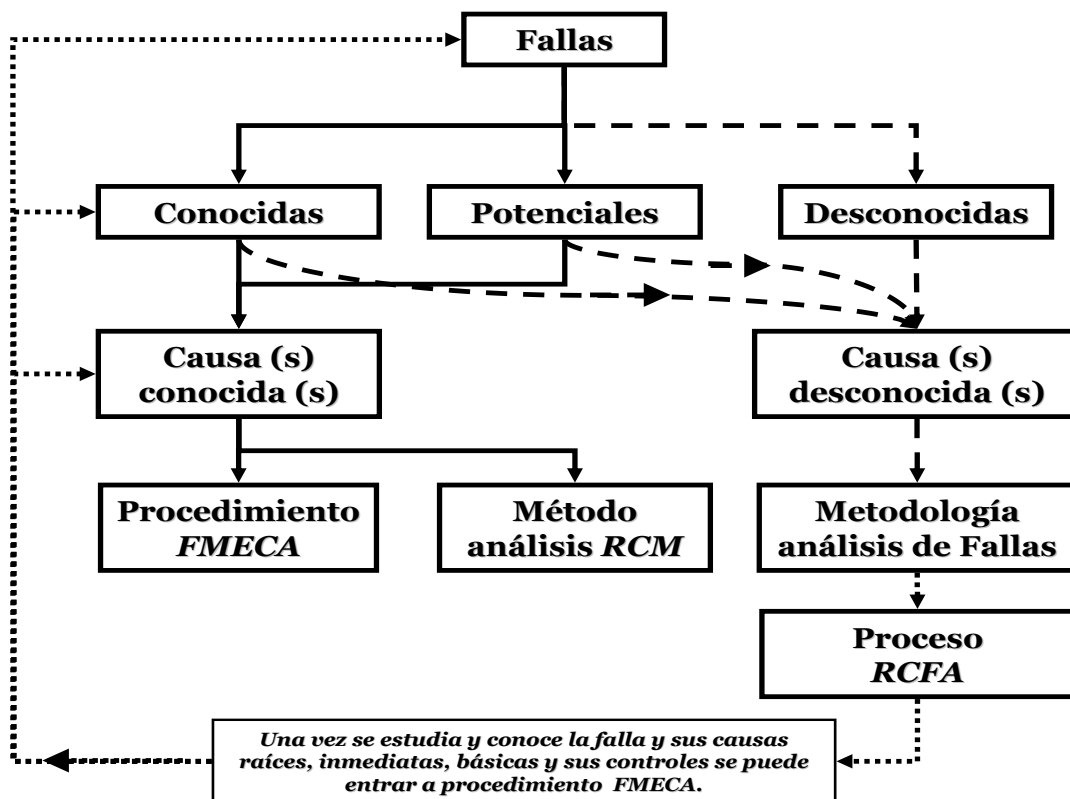 Fallas
Conocidas
Potenciales
Desconocidas
Causa (s)
conocida (s)
Causa (s)
desconocida (s)
Procedimiento
FMECA
Método
análisis RCM
Metodología
análisis de Fallas
Proceso
RCFA
Una vez se estudia y conoce la falla y sus causas
raíces, inmediatas, básicas y sus controles se puede
entrar a procedimiento FMECA.